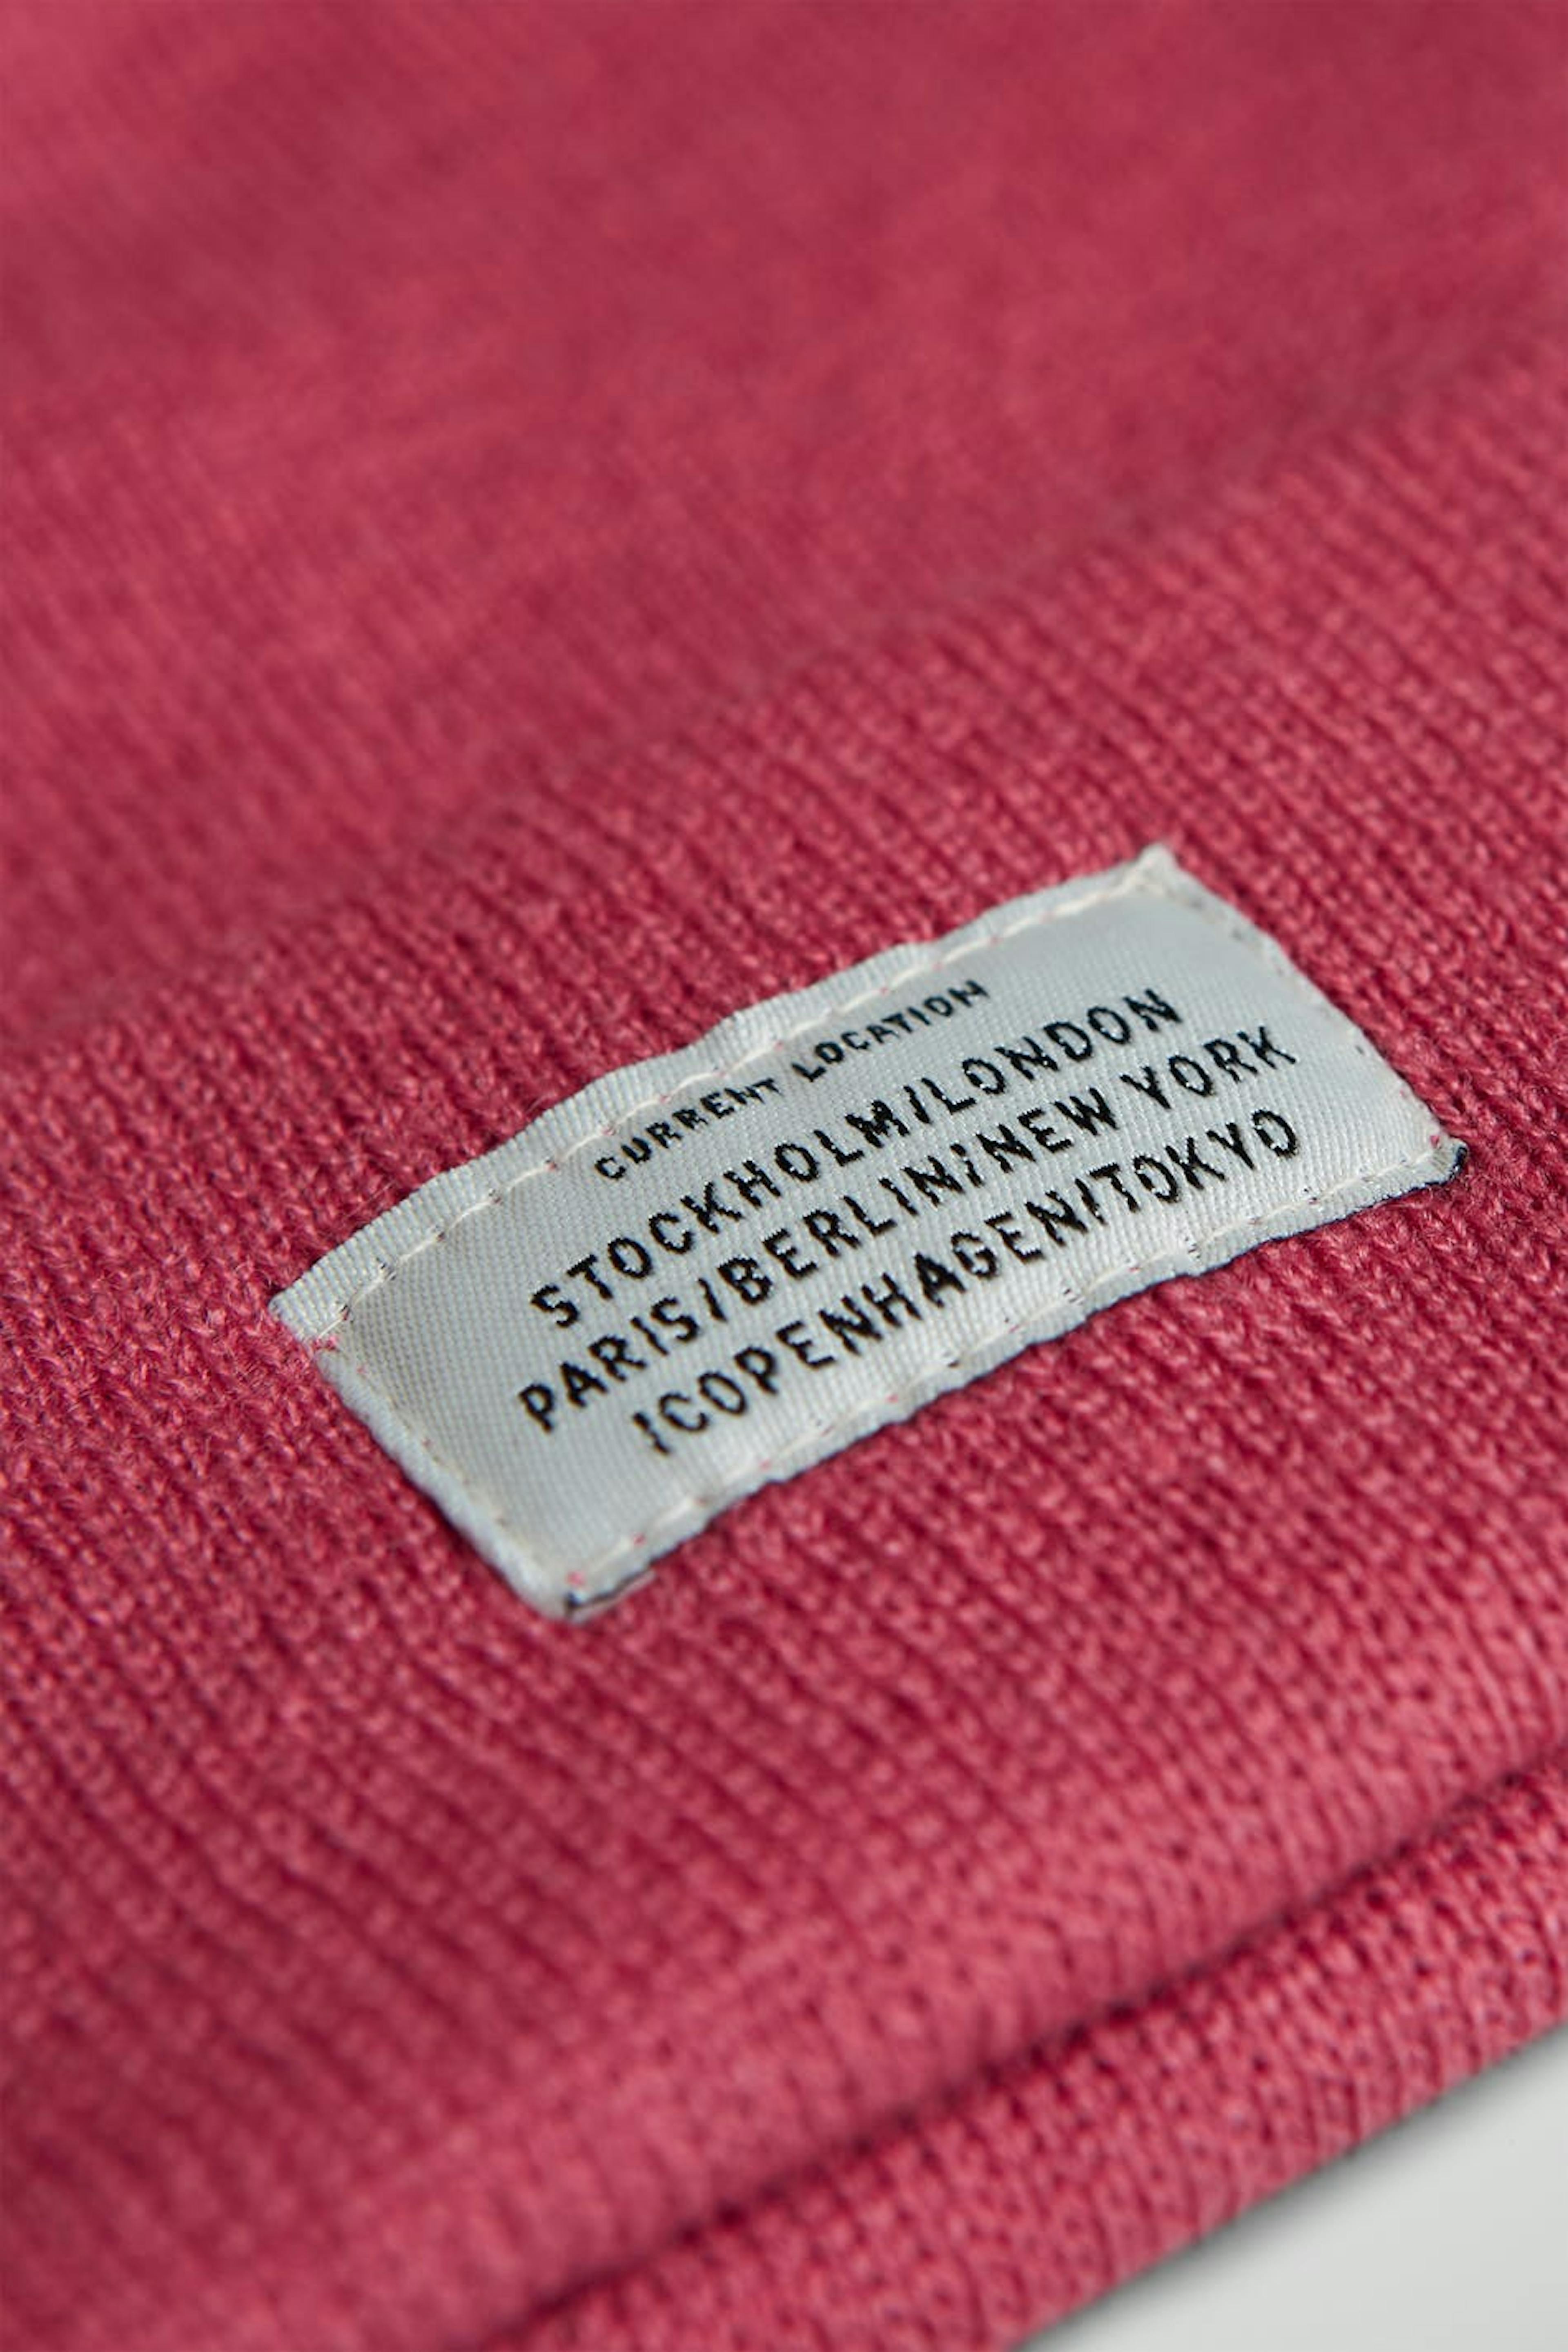 CURRENT LOCATION
STOCKHOLM/LONDON
PARIS/BERLIN/NEW YORK
/COPENHAGEN/TOKYO